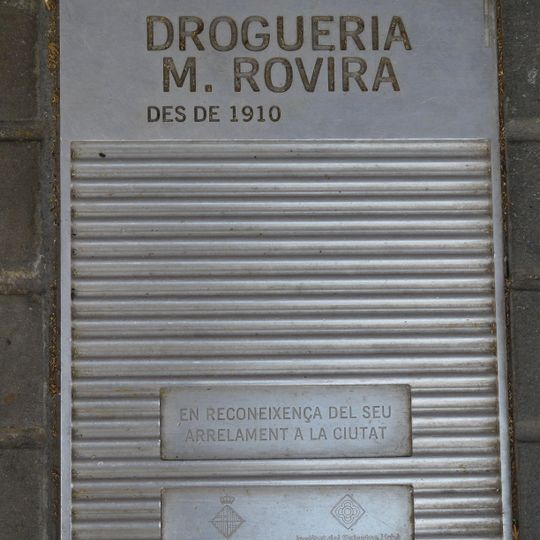 DROGUERIA
M. ROVIRA
DES DE 1910
EN RECONEIXENÇA DEL SEU
ARRELAMENT A LA CIUTAT